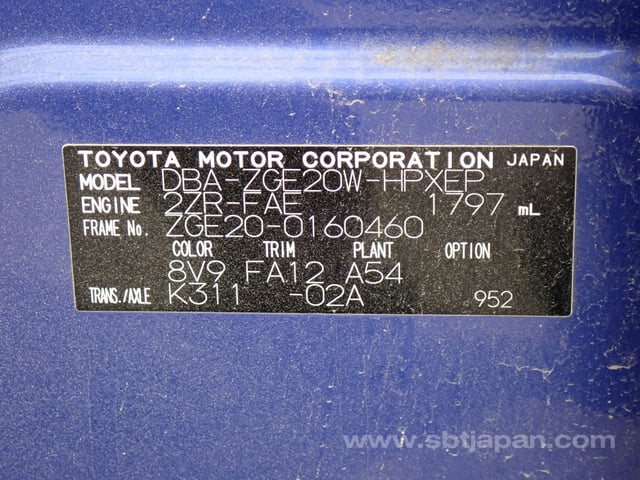 TOYOTA MOTOR CORPORATION JAPAN
MODEL DBA-ZGE20W-HPXEP
ENGINE 2ZR-FAE 1797 mL
FRAME No. ZGE20-0160460
COLOR TRIM PLANT OPTION
8V9 FA12 A54
TRANS./AXLE K311 -02A 952
www.sbtjapan.com